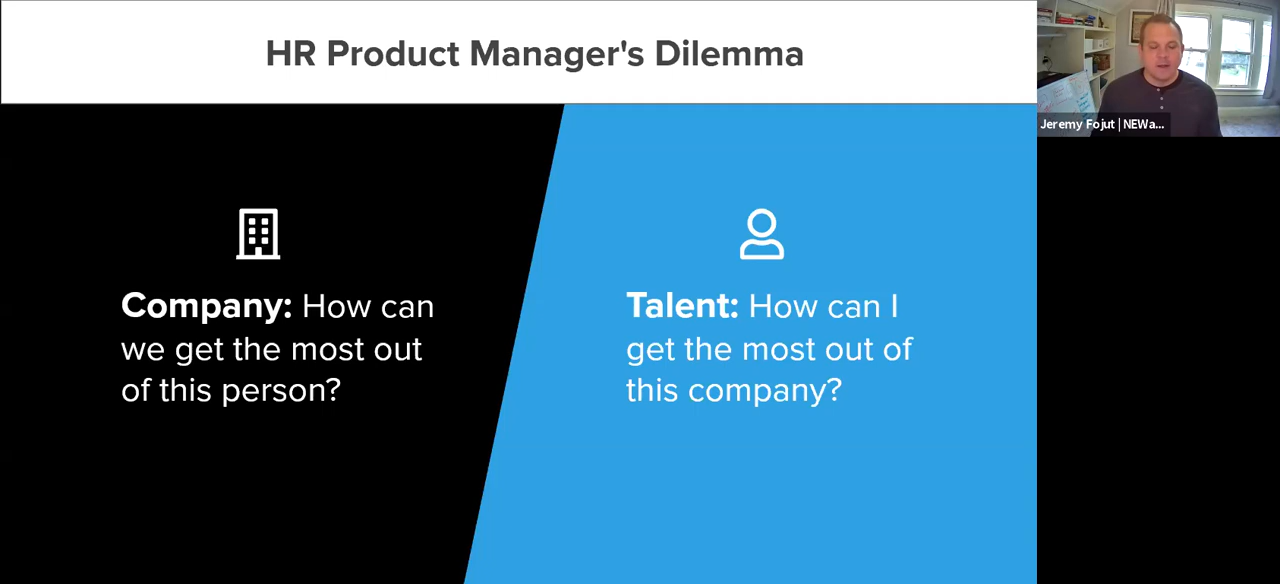 HR Product Manager's Dilemma
Company: How can
we get the most out
of this person?
Talent: How can I
get the most out of
this company?
Jeremy Fojut | NEWa...